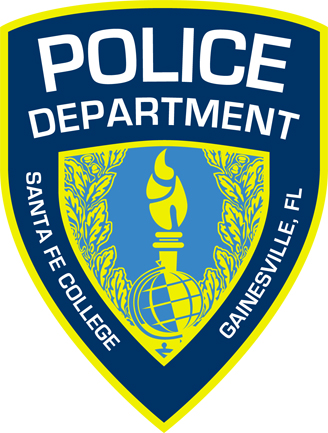 POLICE
DEPARTMENT
SANTA FE COLLEGE
GAINESVILLE, FL